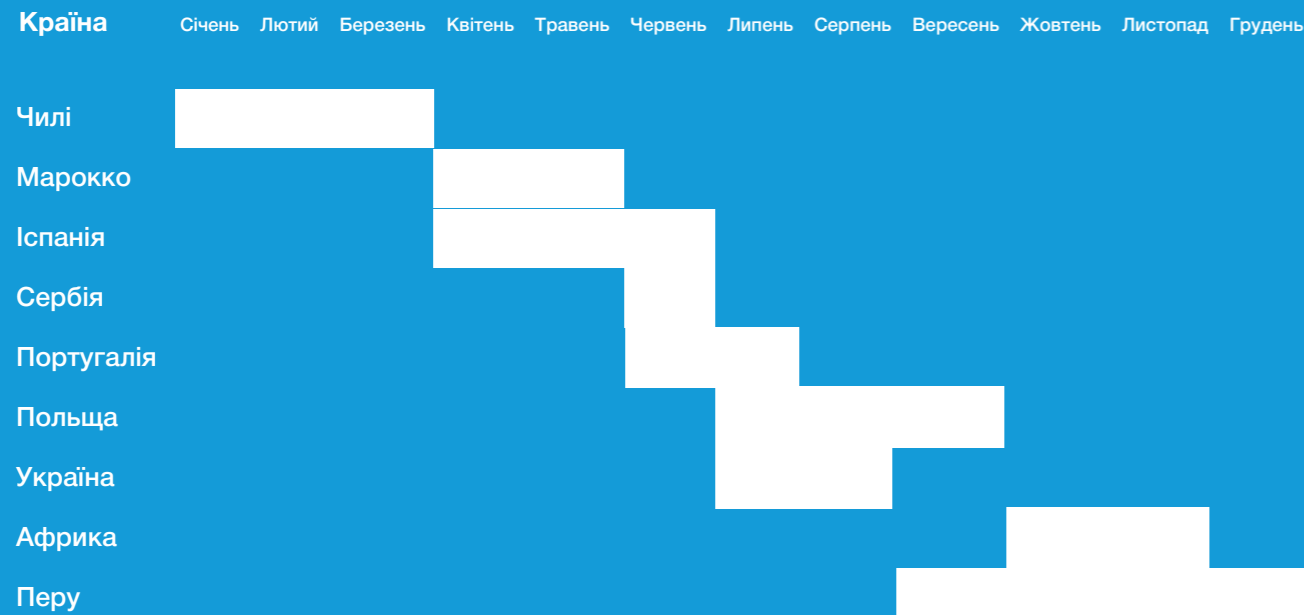 Країна Січень Лютий Березень Квітень Травень Червень Липень Серпень Вересень Жовтень Листопад Грудень
Чилі
Марокко
Іспанія
Сербія
Португалія
Польща
Україна
Африка
Перу